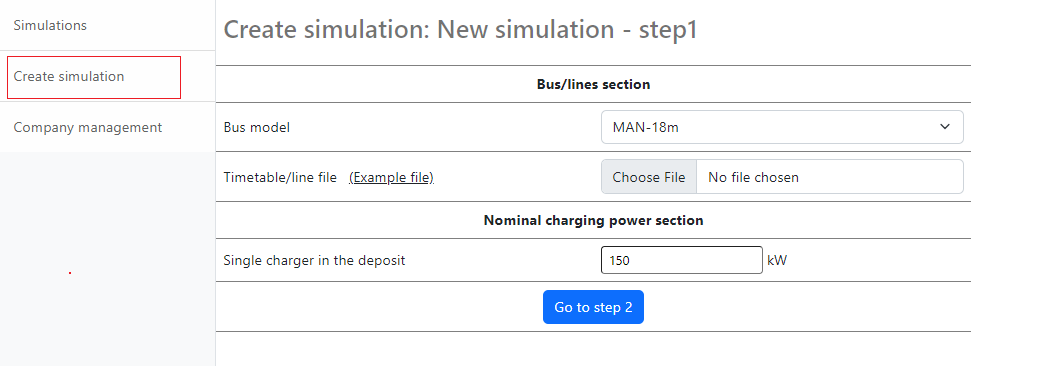 Simulations
Create simulation
Company management
Create simulation: New simulation - step1
Bus/lines section
Bus model MAN-18m
Timetable/line file (Example file) Choose File No file chosen
Nominal charging power section
Single charger in the deposit 150 kW
Go to step 2